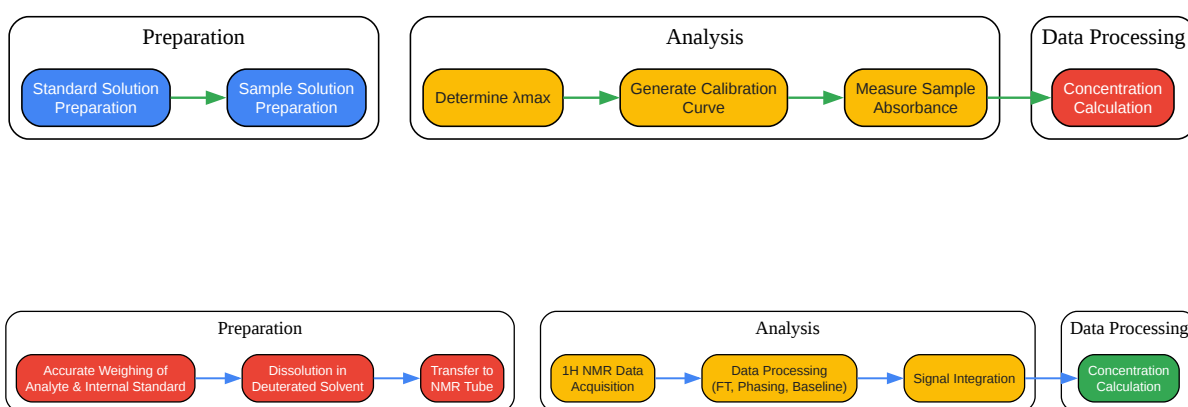 Preparation
Standard Solution
Preparation
Sample Solution
Preparation
Analysis
Determine λmax
Generate Calibration
Curve
Measure Sample
Absorbance
Data Processing
Concentration
Calculation
Preparation
Accurate Weighing of
Analyte & Internal Standard
Dissolution in
Deuterated Solvent
Transfer to
NMR Tube
Analysis
1H NMR Data
Acquisition
Data Processing
(FT, Phasing, Baseline)
Signal Integration
Data Processing
Concentration
Calculation